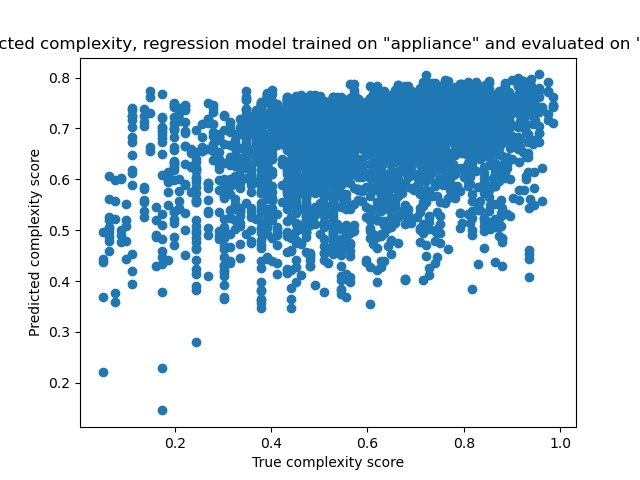 complexity, regression model trained on "appliance" and evaluated on "
Predicted complexity score
0.8
0.7
0.6
0.5
0.4
0.3
0.2
0.2 0.4 0.6 0.8 1.0
True complexity score